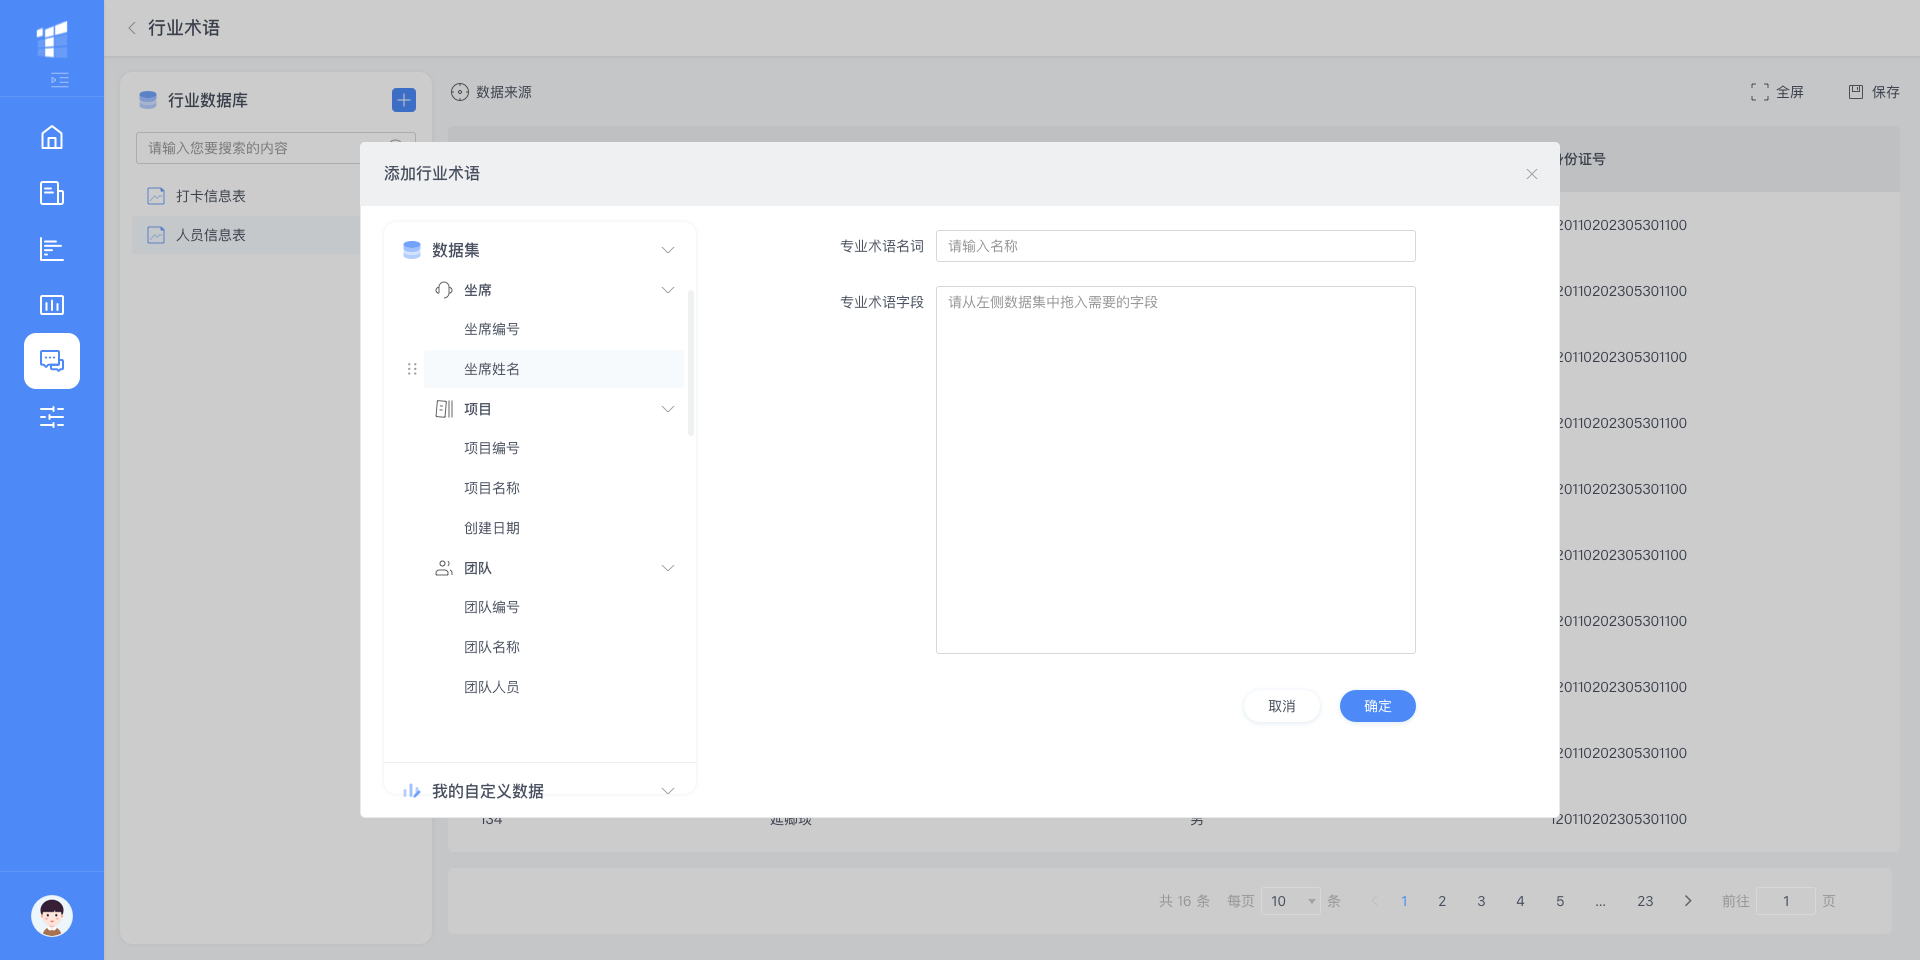 行业术语
行业数据库
请输入您要搜索的内容
打卡信息表
人员信息表
数据来源
全屏
保存
份证号
添加行业术语
数据集
坐席
坐席编号
坐席姓名
项目
项目编号
项目名称
创建日期
团队
团队编号
团队名称
团队人员
我的自定义数据
专业术语名词
请输入名称
专业术语字段
请从左侧数据集中拖入需要的字段
取消
确定
20110202305301100
20110202305301100
20110202305301100
20110202305301100
20110202305301100
20110202305301100
20110202305301100
20110202305301100
20110202305301100
134
男
120110202305301100
共 16 条 每页 10 条 1 2 3 4 5 ... 23 前往 1 页